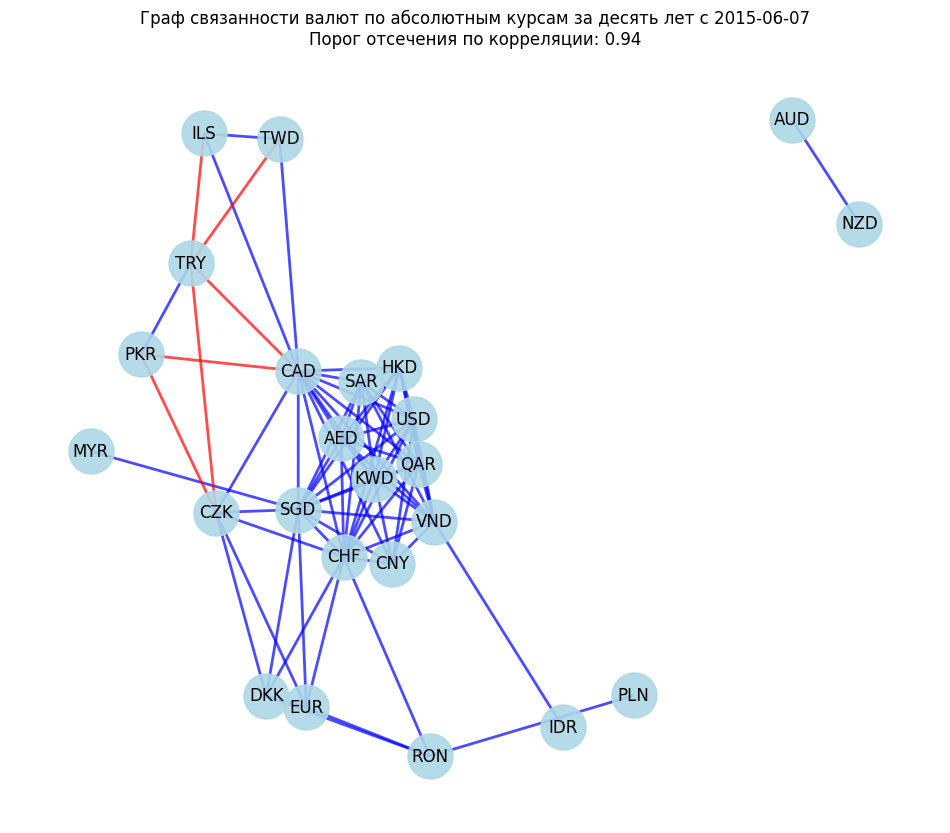 Граф связанности валют по абсолютным курсам за десять лет с 2015-06-07
Порог отсечения по корреляции: 0.94
AUD
ILS
TWD
NZD
TRY
PKR
CAD
HKD
SAR
USD
AED
MYR
QAR
KWD
CZK
SGD
VND
CHF
CNY
DKK
EUR
PLN
IDR
RON